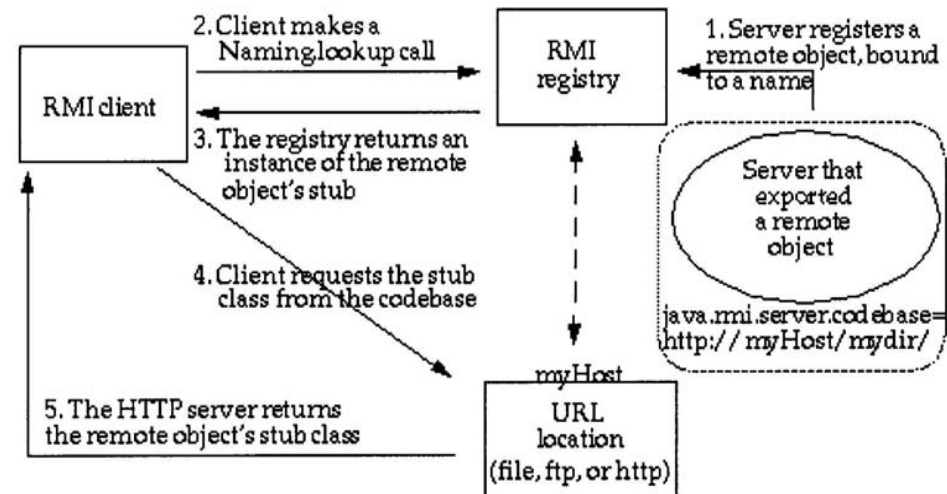 2. Client makes a
Naming.lookup call
RMI
registry
1. Server registers a
remote object, bound
to a name
RMI client
3. The registry returns an
instance of the remote
object's stub
Server that
exported
a remote
object
4. Client requests the stub
class from the codebase
java.rmi.server.codebase=
http://myHost/mydir/
myHost
5. The HTTP server returns
the remote object's stub class
URL
location
(file, ftp, or http)